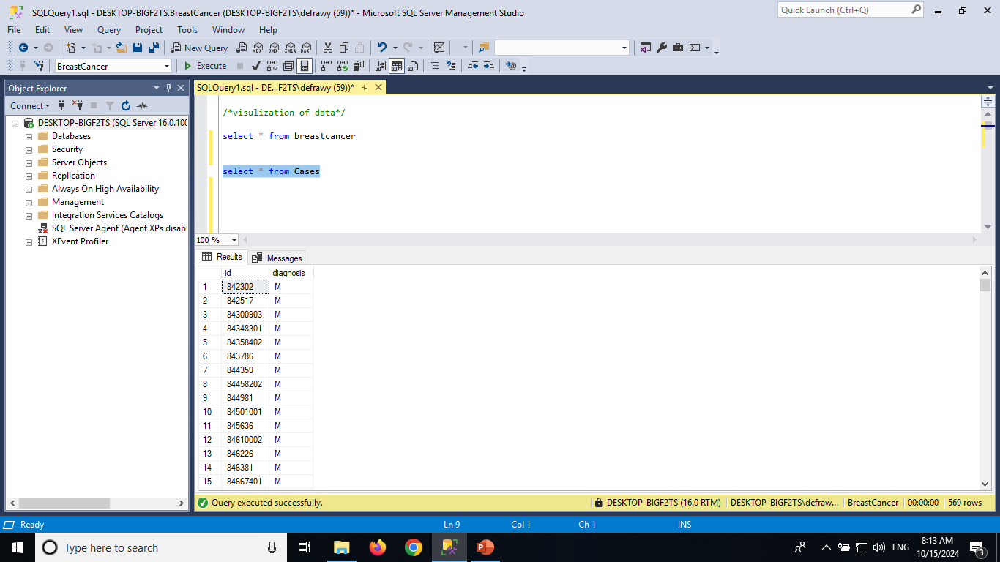 SQLQuery1.sql - DESKTOP-BIGF2TS.BreastCancer (DESKTOP-BIGF2TS\defrawy (59))* - Microsoft SQL Server Management Studio
Quick Launch (Ctrl+Q)
File Edit View Query Project Tools Window Help
New Query MDX DMX XMLA DAX
BreastCancer Execute
Object Explorer
SQLQuery1.sql - DE...F2TS\defrawy (59))*
Connect
DESKTOP-BIGF2TS (SQL Server 16.0.100
Databases
Security
Server Objects
Replication
Always On High Availability
Management
Integration Services Catalogs
SQL Server Agent (Agent XPs disabl
XEvent Profiler
/*visulization of data*/
select * from breastcancer
select * from Cases
100 %
Results Messages
id diagnosis
1 842302 M
2 842517 M
3 84300903 M
4 84348301 M
5 84358402 M
6 843786 M
7 844359 M
8 84458202 M
9 844981 M
10 84501001 M
11 845636 M
12 84610002 M
13 846226 M
14 846381 M
15 84667401 M
Query executed successfully. DESKTOP-BIGF2TS (16.0 RTM) DESKTOP-BIGF2TS\defraw... BreastCancer 00:00:00 569 rows
Ready Ln 9 Col 1 Ch 1 INS
Type here to search
ENG
8:13 AM
10/15/2024
3